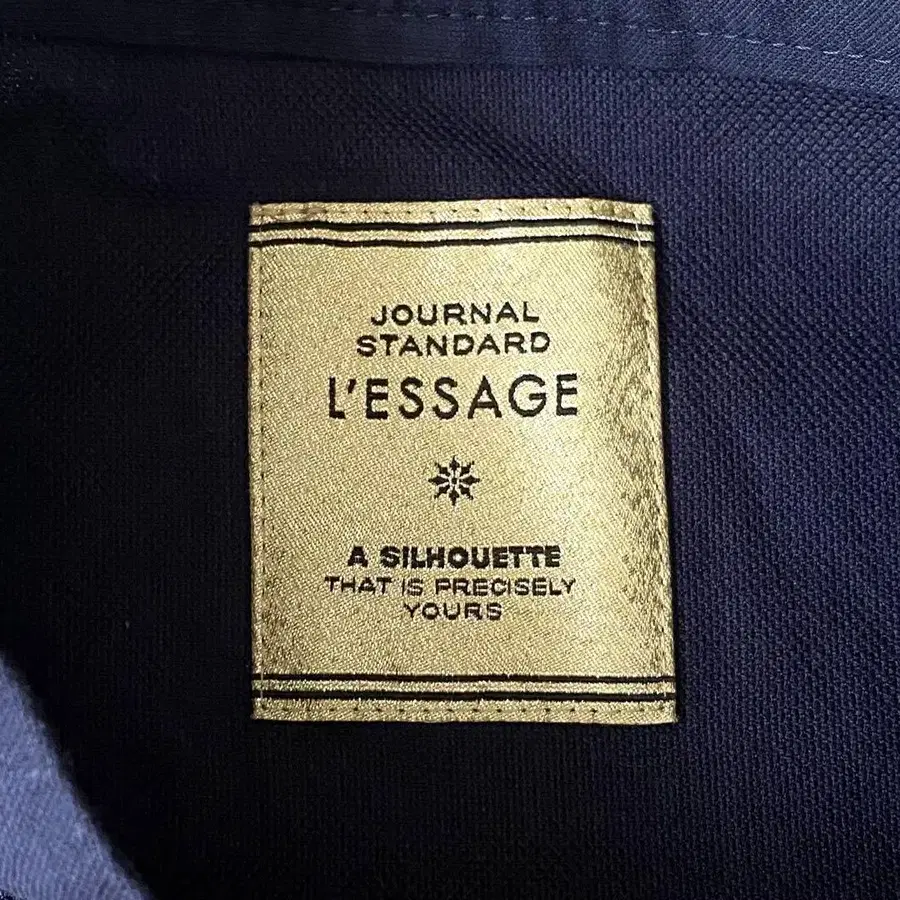 JOURNAL
STANDARD
L'ESSAGE
A SILHOUETTE
THAT IS PRECISELY
YOURS